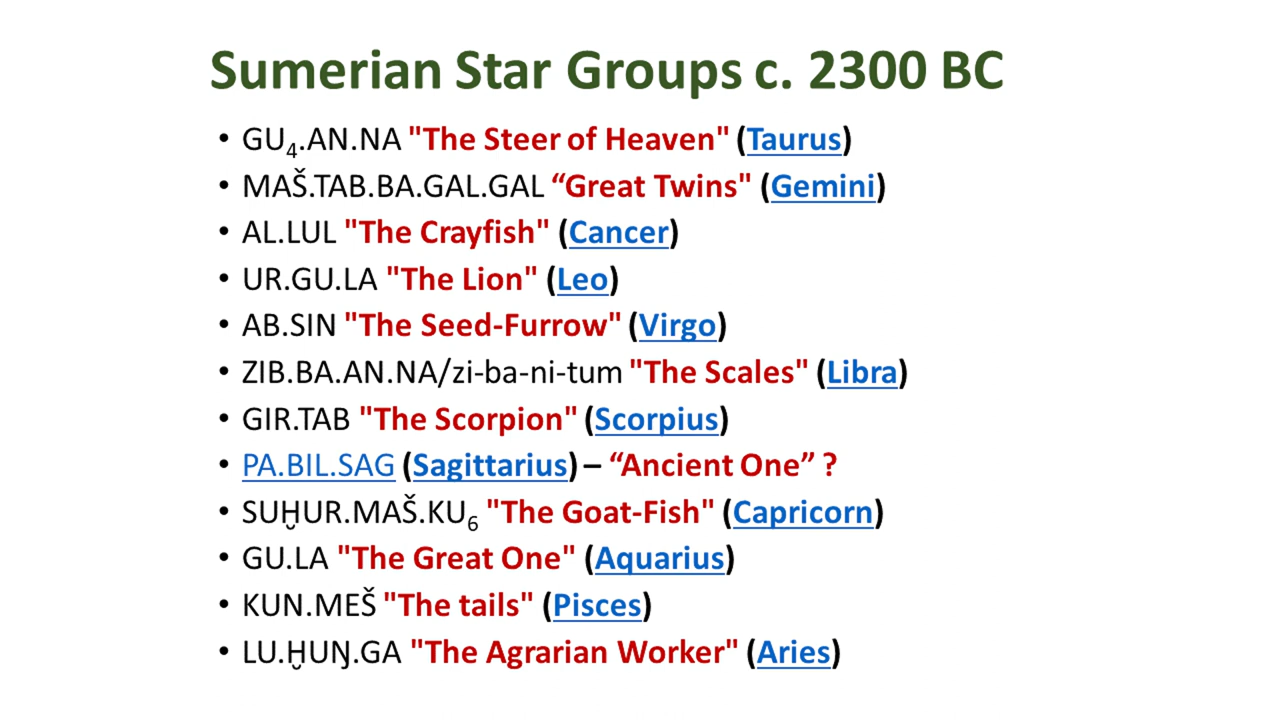 Sumerian Star Groups c. 2300 BC
• GU₄.AN.NA "The Steer of Heaven" (Taurus)
• MAŠ.TAB.BA.GAL.GAL “Great Twins" (Gemini)
• AL.LUL "The Crayfish" (Cancer)
• UR.GU.LA "The Lion" (Leo)
• AB.SIN "The Seed-Furrow" (Virgo)
• ZIB.BA.AN.NA/zi-ba-ni-tum "The Scales" (Libra)
• GIR.TAB "The Scorpion" (Scorpius)
• PA.BIL.SAG (Sagittarius) – “Ancient One” ?
• SUḪUR.MAŠ.KU₆ "The Goat-Fish" (Capricorn)
• GU.LA "The Great One" (Aquarius)
• KUN.MEŠ "The tails" (Pisces)
• LU.ḪUŊ.GA "The Agrarian Worker" (Aries)